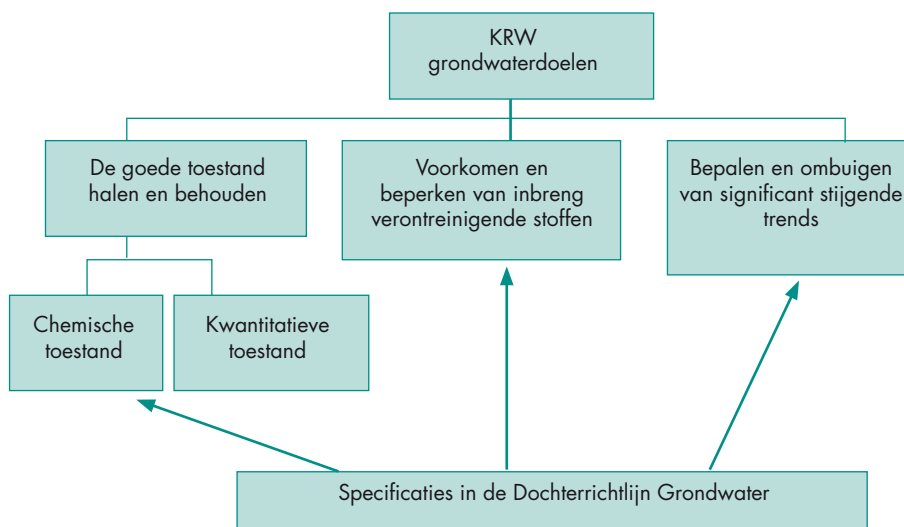 KRW
grondwaterdoelen
De goede toestand
halen en behouden
Voorkomen en
beperken van inbreng
verontreinigende stoffen
Bepalen en ombuigen
van significant stijgende
trends
Chemische
toestand
Kwantitatieve
toestand
Specificaties in de Dochterrichtlijn Grondwater